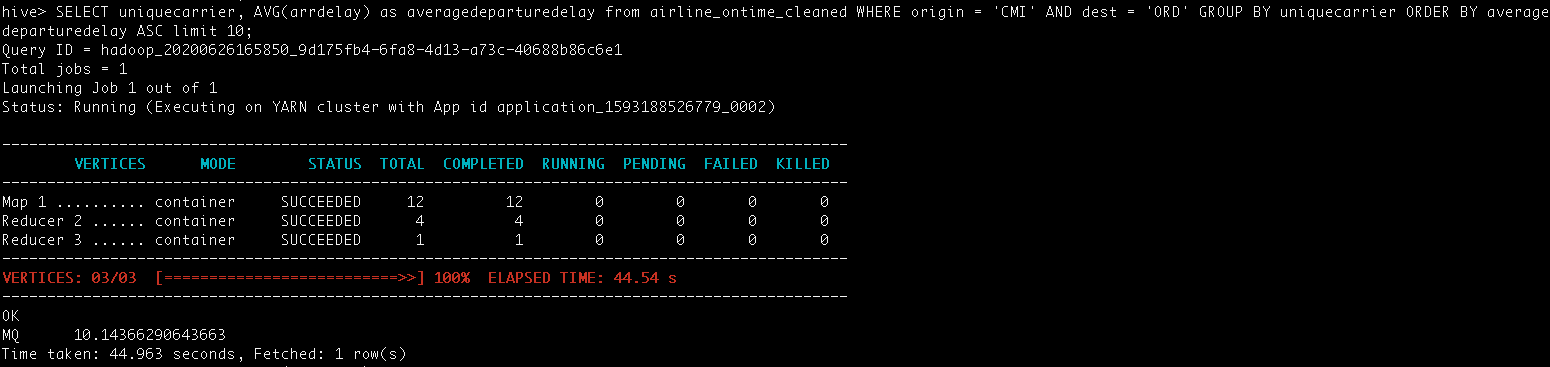 hive> SELECT uniquecarrier, AVG(arrdelay) as averagedeparturedelay from airline_ontime_cleaned WHERE origin = 'CMI' AND dest = 'ORD' GROUP BY uniquecarrier ORDER BY average
departuredelay ASC limit 10;
Query ID = hadoop_20200626165850_9d175fb4-6fa8-4d13-a73c-40688b86c6e1
Total jobs = 1
Launching Job 1 out of 1
Status: Running (Executing on YARN cluster with App id application_1593188526779_0002)
----------------------------------------------------------------------------------------------
VERTICES MODE STATUS TOTAL COMPLETED RUNNING PENDING FAILED KILLED
----------------------------------------------------------------------------------------------
Map 1 .......... container SUCCEEDED 12 12 0 0 0 0
Reducer 2 ...... container SUCCEEDED 4 4 0 0 0 0
Reducer 3 ...... container SUCCEEDED 1 1 0 0 0 0
----------------------------------------------------------------------------------------------
VERTICES: 03/03 [==========================>>] 100% ELAPSED TIME: 44.54 s
----------------------------------------------------------------------------------------------
OK
MQ 10.14366290643663
Time taken: 44.963 seconds, Fetched: 1 row(s)